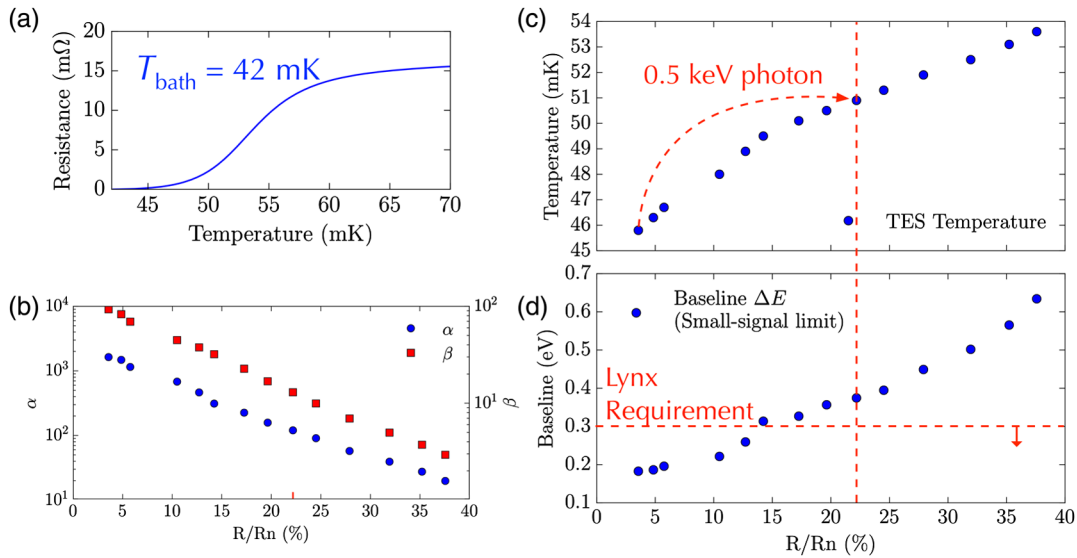 (a)
20
15
10
5
0
Resistance (mΩ)
T_bath = 42 mK
45 50 55 60 65 70
Temperature (mK)
(b)
10^4
10^3
10^2
10^1
α
10^2
10^1
β
α
β
0 5 10 15 20 25 30 35 40
R/Rn (%)
(c)
54
53
52
51
50
49
48
47
46
45
Temperature (mK)
0.5 keV photon
TES Temperature
(d)
0.7
0.6
0.5
0.4
0.3
0.2
0.1
Baseline (eV)
Baseline ΔE
(Small-signal limit)
Lynx
Requirement
0 5 10 15 20 25 30 35 40
R/Rn (%)